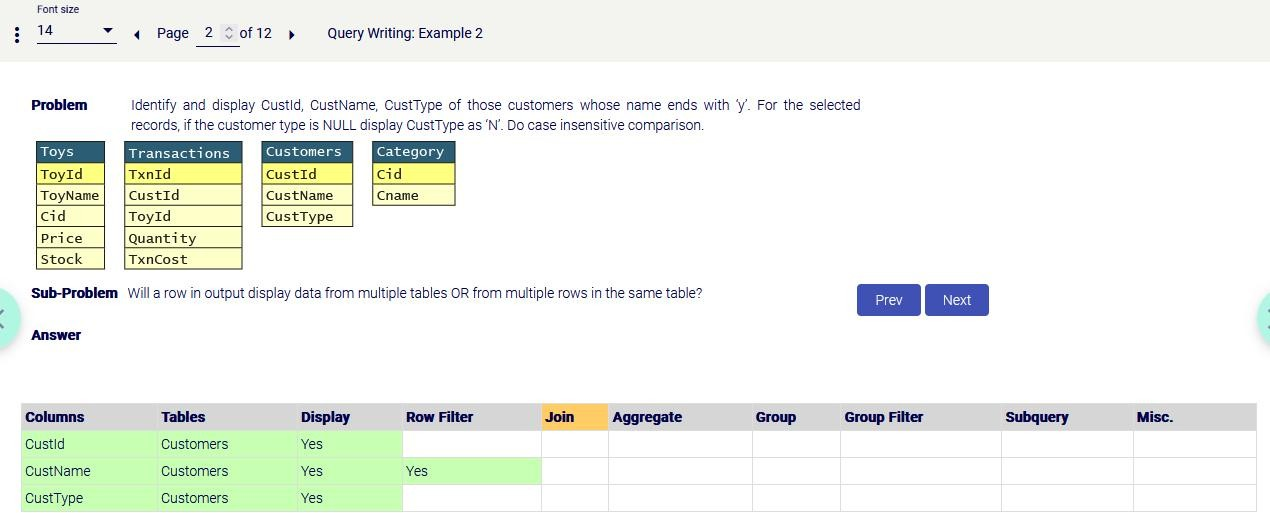 Font size
14
Page 2 of 12 Query Writing: Example 2
Problem Identify and display CustId, CustName, CustType of those customers whose name ends with ‘y’. For the selected
records, if the customer type is NULL display CustType as ‘N’. Do case insensitive comparison.
Toys Transactions Customers Category
ToyId TxnId CustId Cid
ToyName CustId CustName Cname
Cid ToyId CustType
Price Quantity
Stock TxnCost
Sub-Problem Will a row in output display data from multiple tables OR from multiple rows in the same table?
Prev Next
Answer
Columns Tables Display Row Filter Join Aggregate Group Group Filter Subquery Misc.
CustId Customers Yes
CustName Customers Yes Yes
CustType Customers Yes